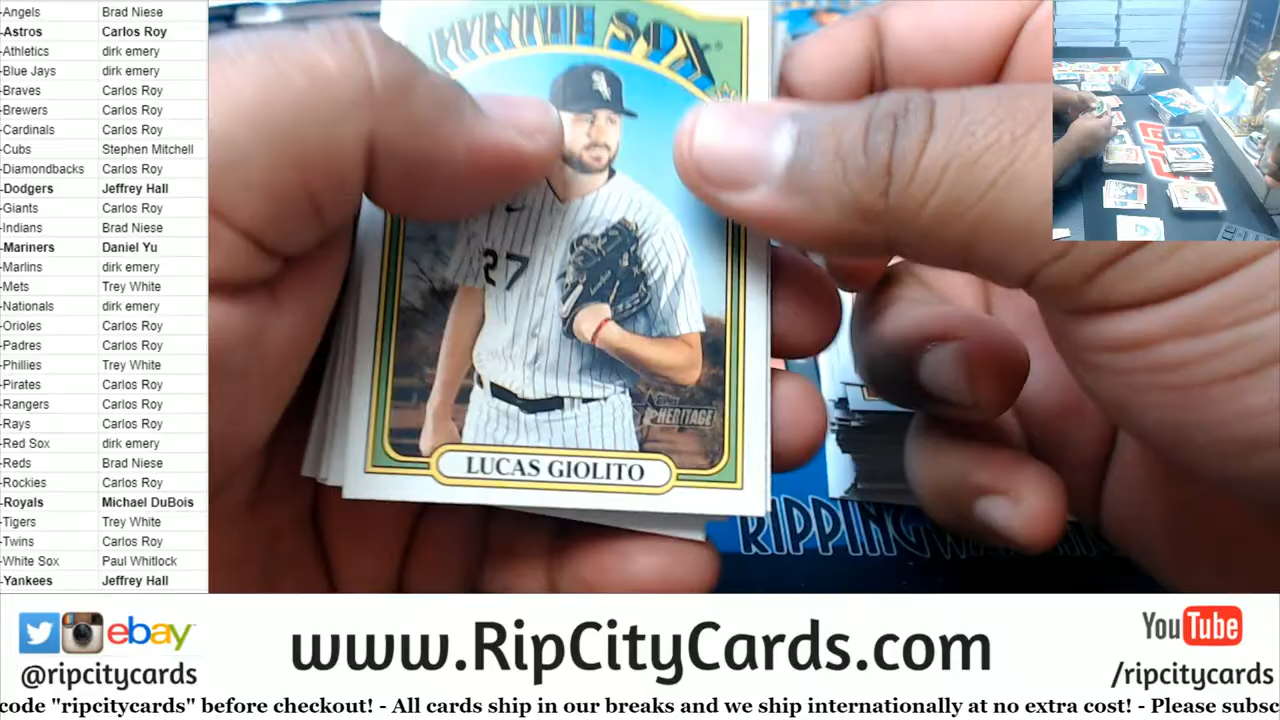 -Angels Brad Niese
-Astros Carlos Roy
-Athletics dirk emery
-Blue Jays dirk emery
-Braves Carlos Roy
-Brewers Carlos Roy
-Cardinals Carlos Roy
-Cubs Stephen Mitchell
-Diamondbacks Carlos Roy
-Dodgers Jeffrey Hall
-Giants Carlos Roy
-Indians Brad Niese
-Mariners Daniel Yu
-Marlins dirk emery
-Mets Trey White
-Nationals dirk emery
-Orioles Carlos Roy
-Padres Carlos Roy
-Phillies Trey White
-Pirates Carlos Roy
-Rangers Carlos Roy
-Rays Carlos Roy
-Red Sox dirk emery
-Reds Brad Niese
-Rockies Carlos Roy
-Royals Michael DuBois
-Tigers Trey White
-Twins Carlos Roy
-White Sox Paul Whitlock
-Yankees Jeffrey Hall
WHITE SOX
27
Topps
HERITAGE
LUCAS GIOLITO
RIPPING
ebay
@ripcitycards
www.RipCityCards.com
YouTube
/ripcitycards
code "ripcitycards" before checkout! - All cards ship in our breaks and we ship internationally at no extra cost! - Please subsc